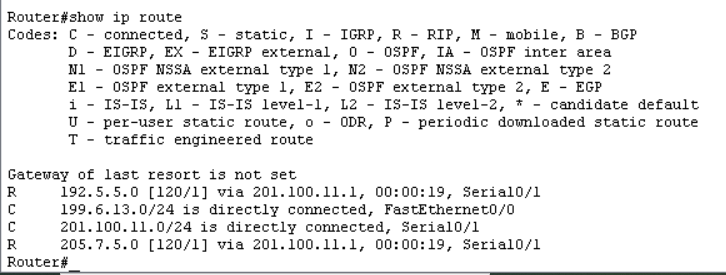 Router#show ip route
Codes: C - connected, S - static, I - IGRP, R - RIP, M - mobile, B - BGP
D - EIGRP, EX - EIGRP external, O - OSPF, IA - OSPF inter area
N1 - OSPF NSSA external type 1, N2 - OSPF NSSA external type 2
E1 - OSPF external type 1, E2 - OSPF external type 2, E - EGP
i - IS-IS, L1 - IS-IS level-1, L2 - IS-IS level-2, * - candidate default
U - per-user static route, o - ODR, P - periodic downloaded static route
T - traffic engineered route
Gateway of last resort is not set
R 192.5.5.0 [120/1] via 201.100.11.1, 00:00:19, Serial0/1
C 199.6.13.0/24 is directly connected, FastEthernet0/0
C 201.100.11.0/24 is directly connected, Serial0/1
R 205.7.5.0 [120/1] via 201.100.11.1, 00:00:19, Serial0/1
Router#_